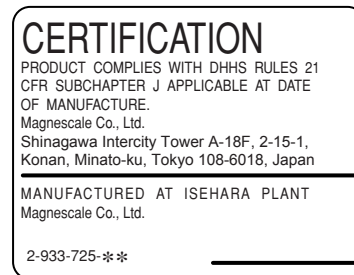 CERTIFICATION
PRODUCT COMPLIES WITH DHHS RULES 21
CFR SUBCHAPTER J APPLICABLE AT DATE
OF MANUFACTURE.
Magnescale Co., Ltd.
Shinagawa Intercity Tower A-18F, 2-15-1,
Konan, Minato-ku, Tokyo 108-6018, Japan
MANUFACTURED AT ISEHARA PLANT
Magnescale Co., Ltd.
2-933-725-**